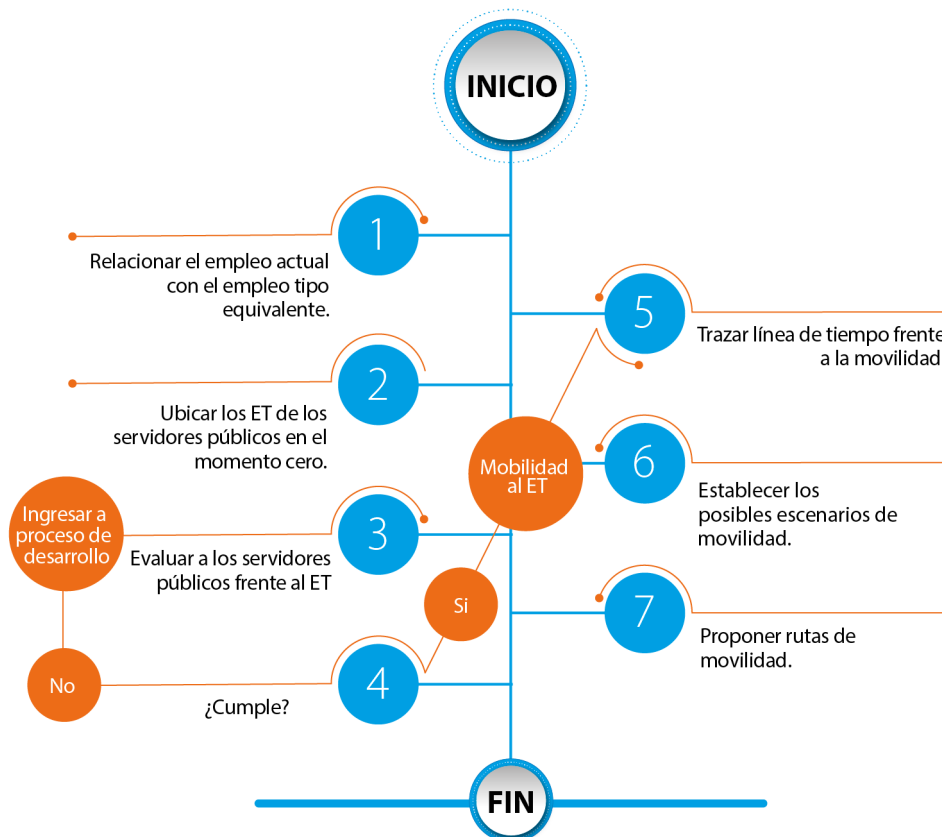 INICIO
1
Relacionar el empleo actual
con el empleo tipo
equivalente.
2
Ubicar los ET de los
servidores públicos en el
momento cero.
3
Evaluar a los servidores
públicos frente al ET
Ingresar a
proceso de
desarrollo
No
4
¿Cumple?
Si
Mobilidad
al ET
5
Trazar línea de tiempo frente
a la movilidad
6
Establecer los
posibles escenarios de
movilidad.
7
Proponer rutas de
movilidad.
FIN